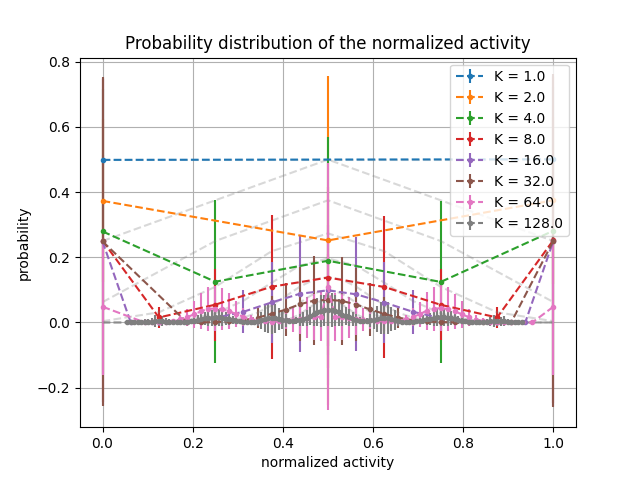 Probability distribution of the normalized activity
0.8
0.6
0.4
0.2
0.0
−0.2
probability
K = 1.0
K = 2.0
K = 4.0
K = 8.0
K = 16.0
K = 32.0
K = 64.0
K = 128.0
0.0 0.2 0.4 0.6 0.8 1.0
normalized activity